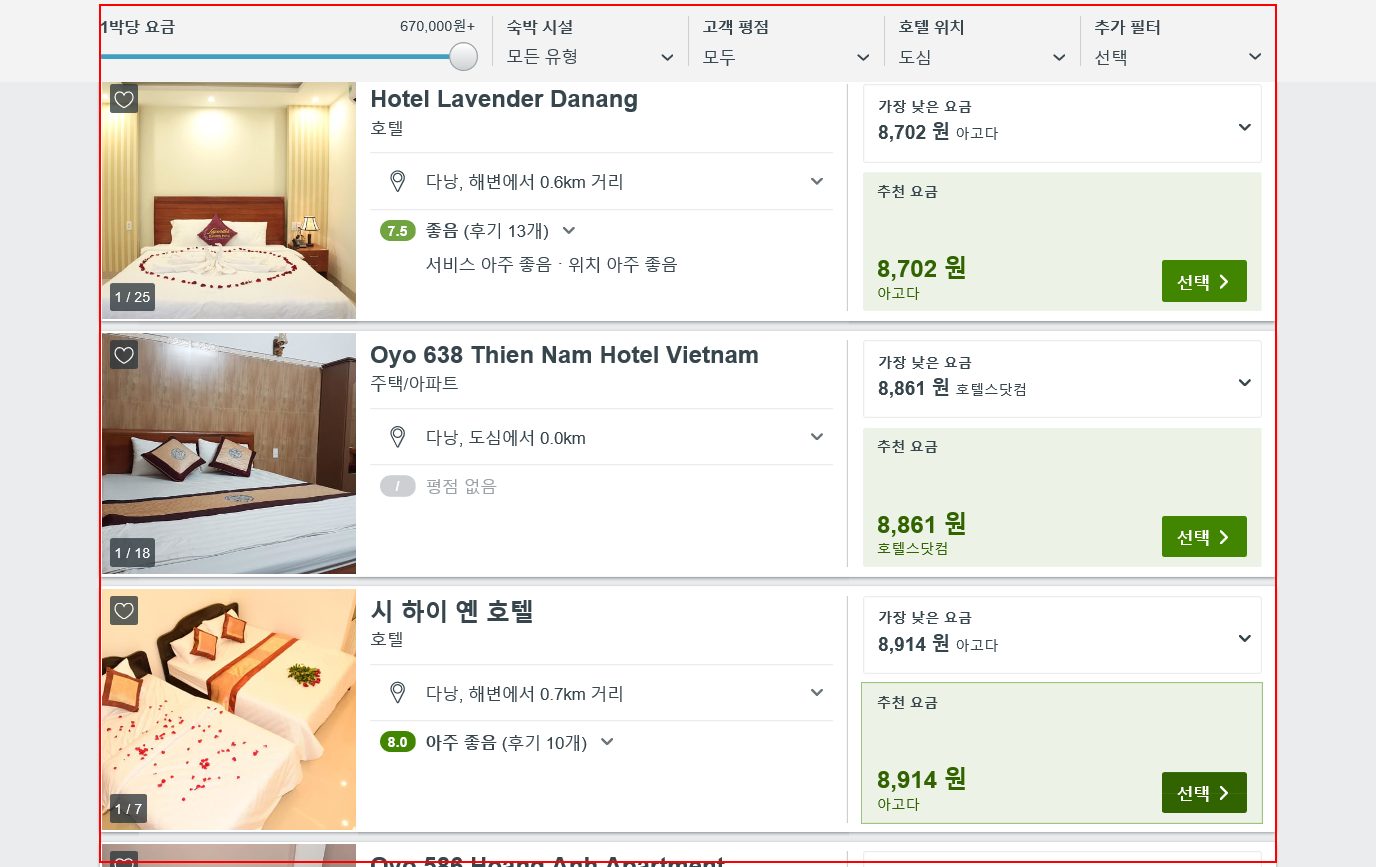 1박당 요금
670,000원+
숙박 시설
모든 유형
고객 평점
모두
호텔 위치
도심
추가 필터
선택
1 / 25
Hotel Lavender Danang
호텔
다낭, 해변에서 0.6km 거리
7.5 좋음 (후기 13개)
서비스 아주 좋음 · 위치 아주 좋음
가장 낮은 요금
8,702 원 아고다
추천 요금
8,702 원
아고다
선택
1 / 18
Oyo 638 Thien Nam Hotel Vietnam
주택/아파트
다낭, 도심에서 0.0km
/ 평점 없음
가장 낮은 요금
8,861 원 호텔스닷컴
추천 요금
8,861 원
호텔스닷컴
선택
1 / 7
시 하이 옌 호텔
호텔
다낭, 해변에서 0.7km 거리
8.0 아주 좋음 (후기 10개)
가장 낮은 요금
8,914 원 아고다
추천 요금
8,914 원
아고다
선택
Oyo 586 Hoang Anh Apartment